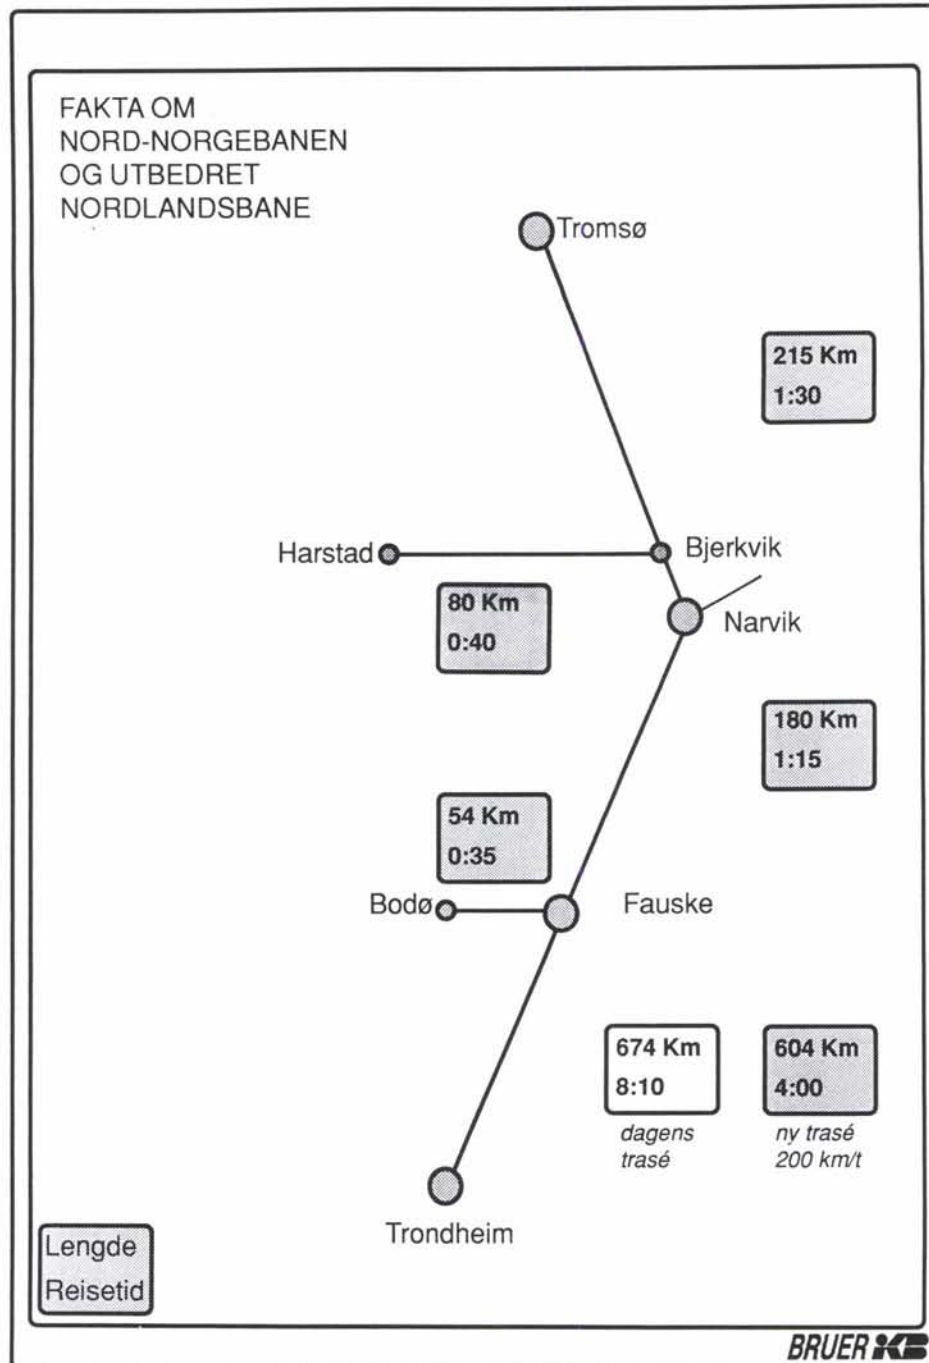 FAKTA OM
NORD-NORGEBANEN
OG UTBEDRET
NORDLANDSBANE
Tromsø
215 Km
1:30
Harstad
Bjerkvik
80 Km
0:40
Narvik
180 Km
1:15
54 Km
0:35
Bodø
Fauske
674 Km
8:10
dagens
trasé
604 Km
4:00
ny trasé
200 km/t
Trondheim
Lengde
Reisetid
BRUER KB